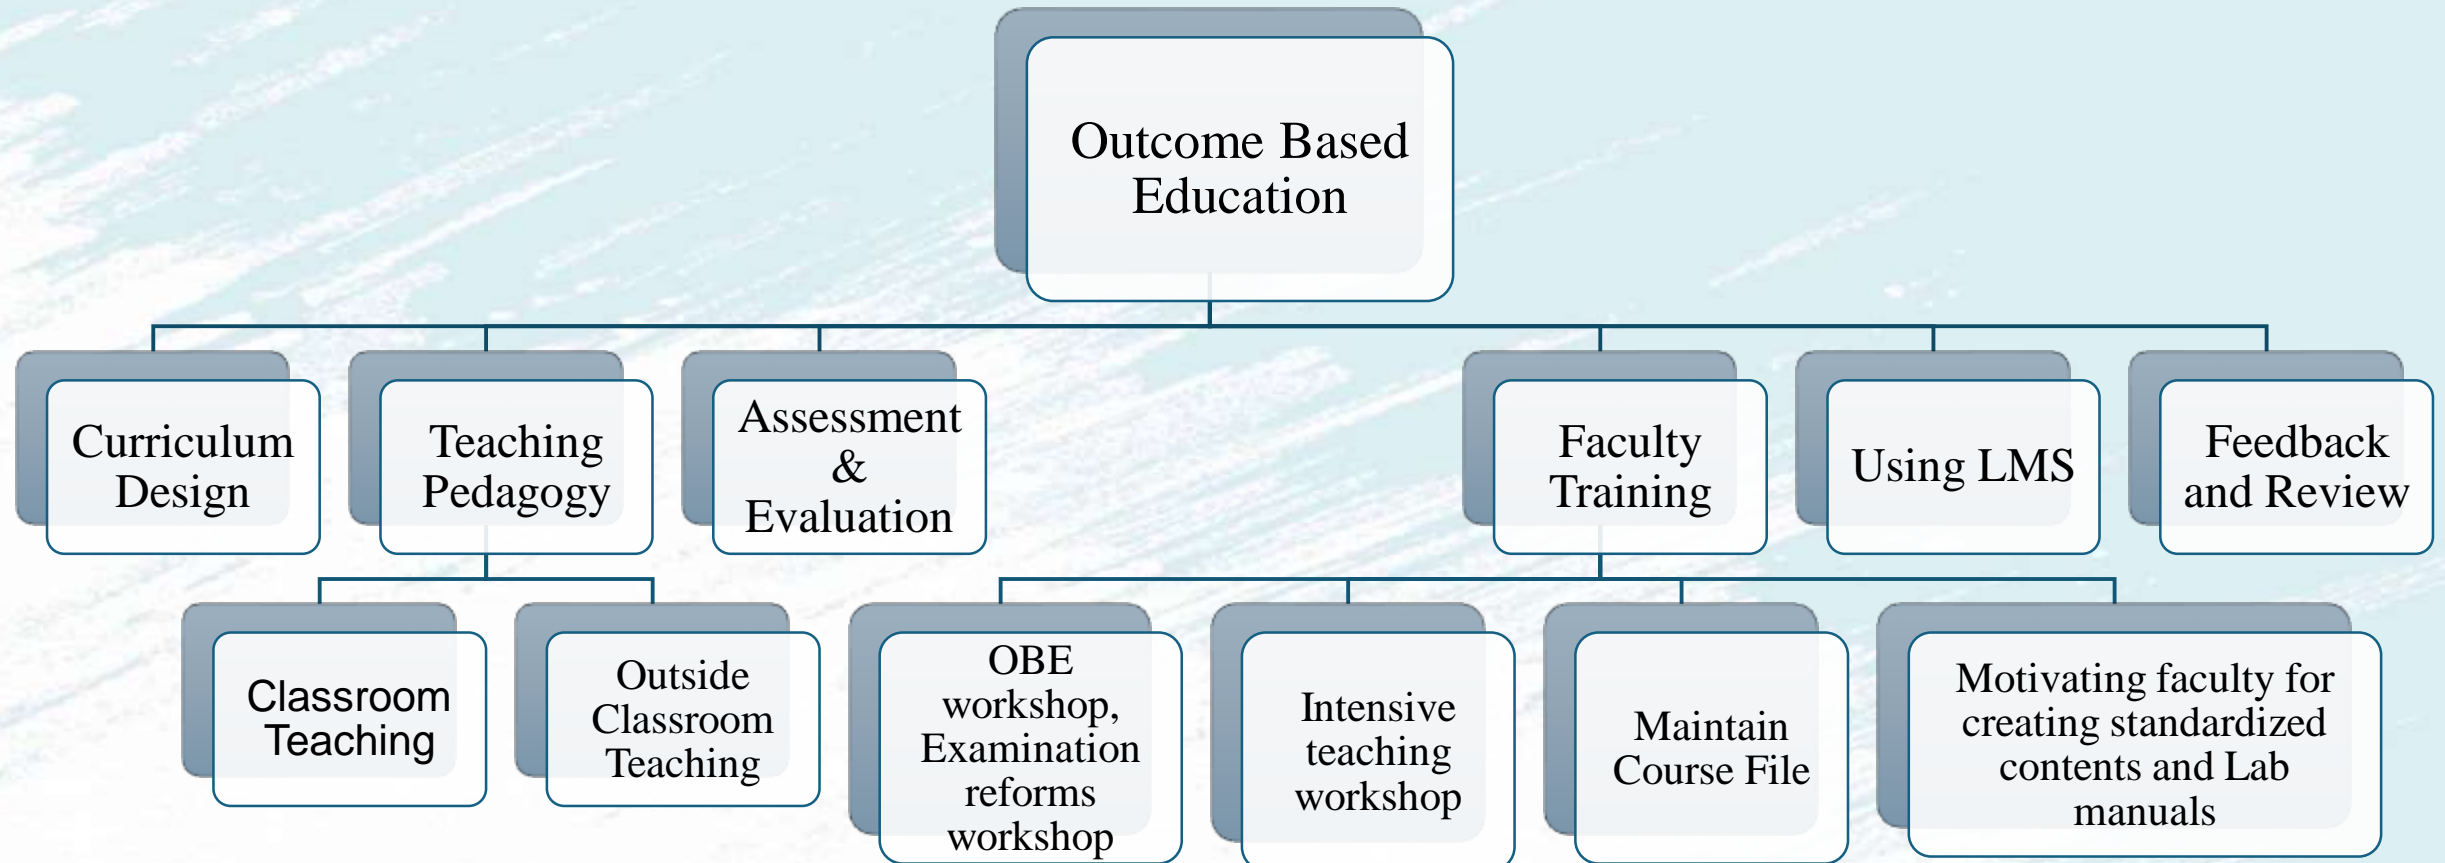 Outcome Based
Education
Curriculum
Design
Teaching
Pedagogy
Assessment
&
Evaluation
Faculty
Training
Using LMS
Feedback
and Review
Classroom
Teaching
Outside
Classroom
Teaching
OBE
workshop,
Examination
reforms
workshop
Intensive
teaching
workshop
Maintain
Course File
Motivating faculty for
creating standardized
contents and Lab
manuals